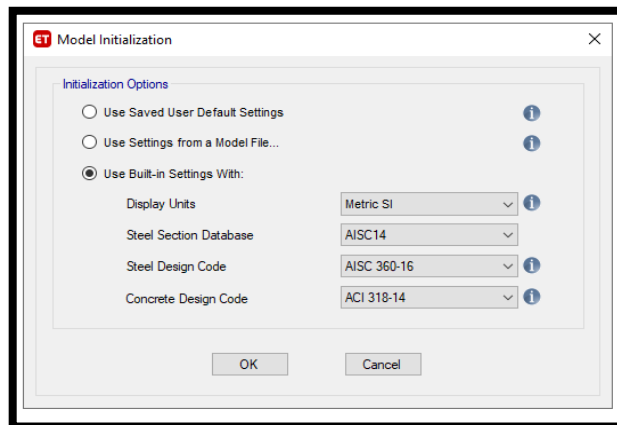 ET Model Initialization
Initialization Options
Use Saved User Default Settings
Use Settings from a Model File...
Use Built-in Settings With:
Display Units Metric SI
Steel Section Database AISC14
Steel Design Code AISC 360-16
Concrete Design Code ACI 318-14
OK Cancel